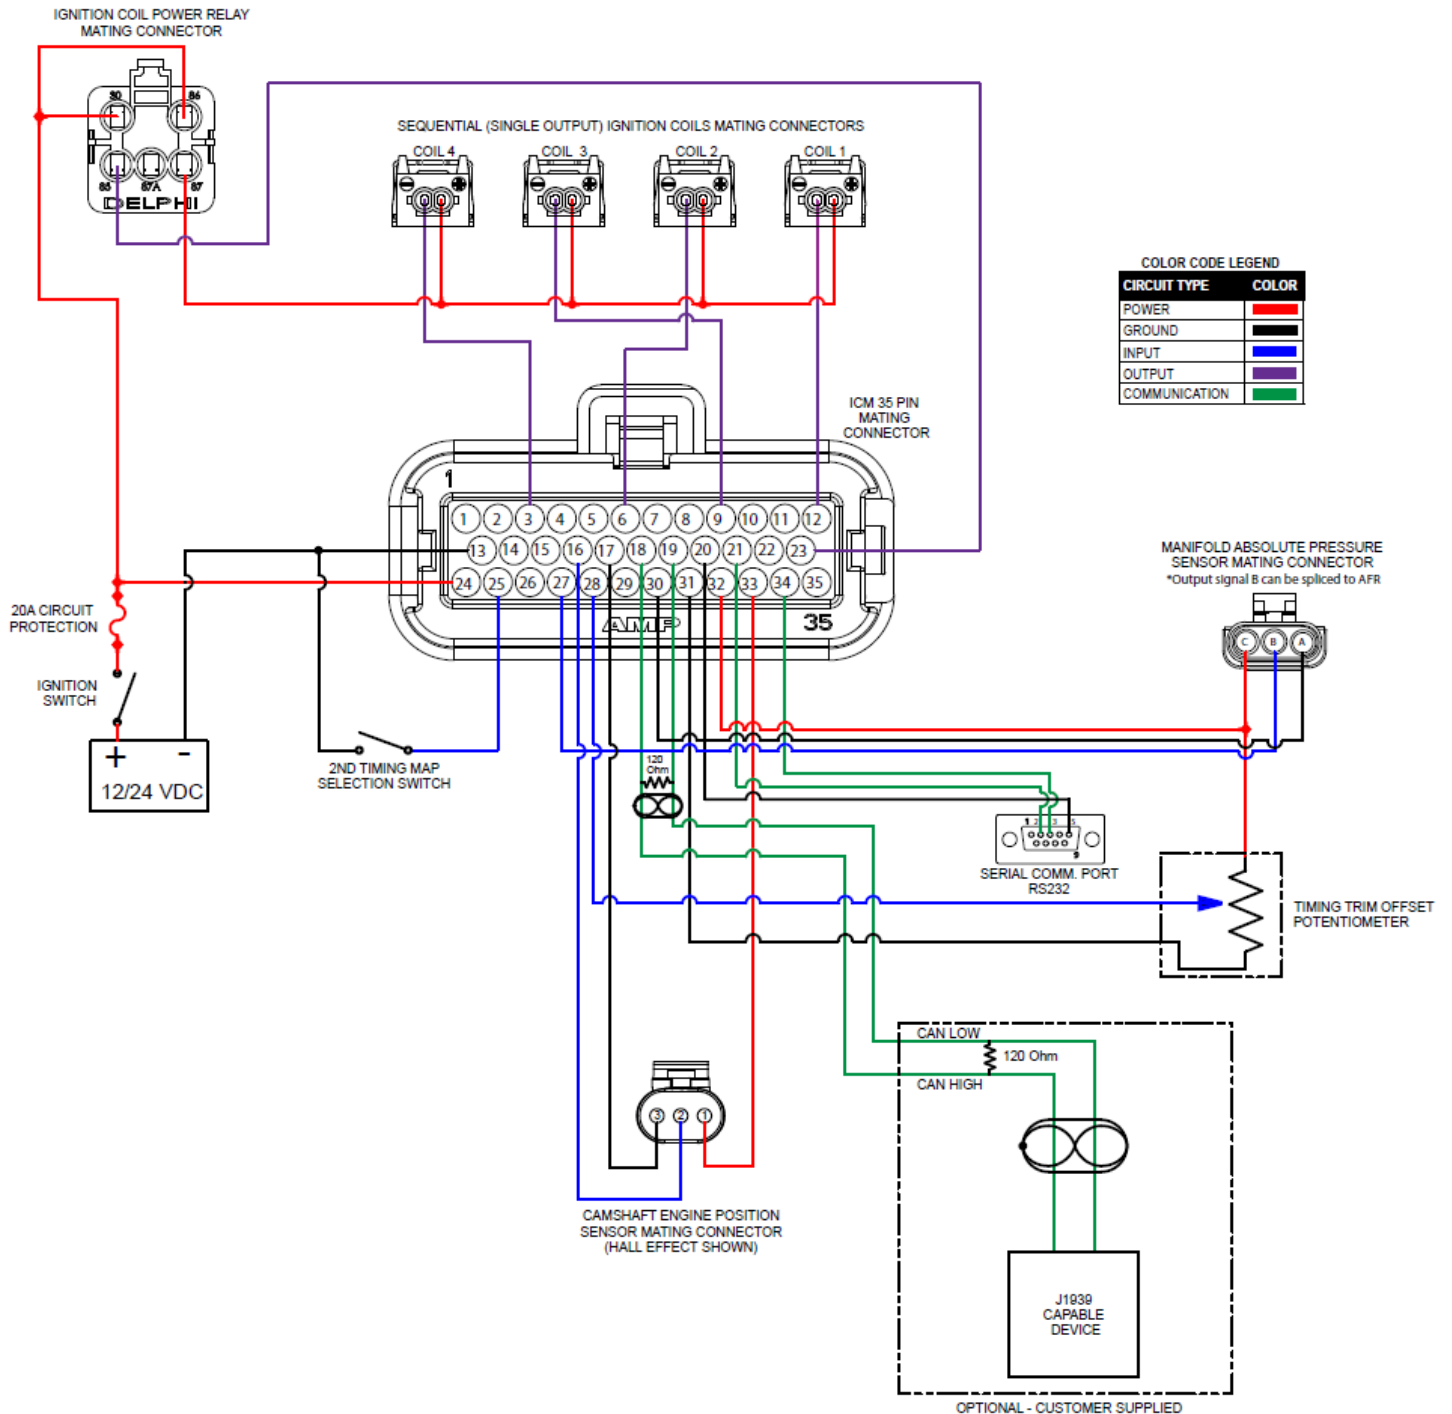 IGNITION COIL POWER RELAY
MATING CONNECTOR
30
86
85
87A
87
DELPHI
SEQUENTIAL (SINGLE OUTPUT) IGNITION COILS MATING CONNECTORS
COIL 4
COIL 3
COIL 2
COIL 1
COLOR CODE LEGEND
CIRCUIT TYPE COLOR
POWER
GROUND
INPUT
OUTPUT
COMMUNICATION
ICM 35 PIN
MATING
CONNECTOR
1
1 2 3 4 5 6 7 8 9 10 11 12
13 14 15 16 17 18 19 20 21 22 23
24 25 26 27 28 29 30 31 32 33 34 35
AMP
35
MANIFOLD ABSOLUTE PRESSURE
SENSOR MATING CONNECTOR
*Output signal B can be spliced to AFR
C B A
20A CIRCUIT
PROTECTION
IGNITION
SWITCH
+ -
12/24 VDC
2ND TIMING MAP
SELECTION SWITCH
120
Ohm
1 2 3 5
9
SERIAL COMM. PORT
RS232
TIMING TRIM OFFSET
POTENTIOMETER
CAN LOW
120 Ohm
CAN HIGH
3 2 1
CAMSHAFT ENGINE POSITION
SENSOR MATING CONNECTOR
(HALL EFFECT SHOWN)
J1939
CAPABLE
DEVICE
OPTIONAL - CUSTOMER SUPPLIED